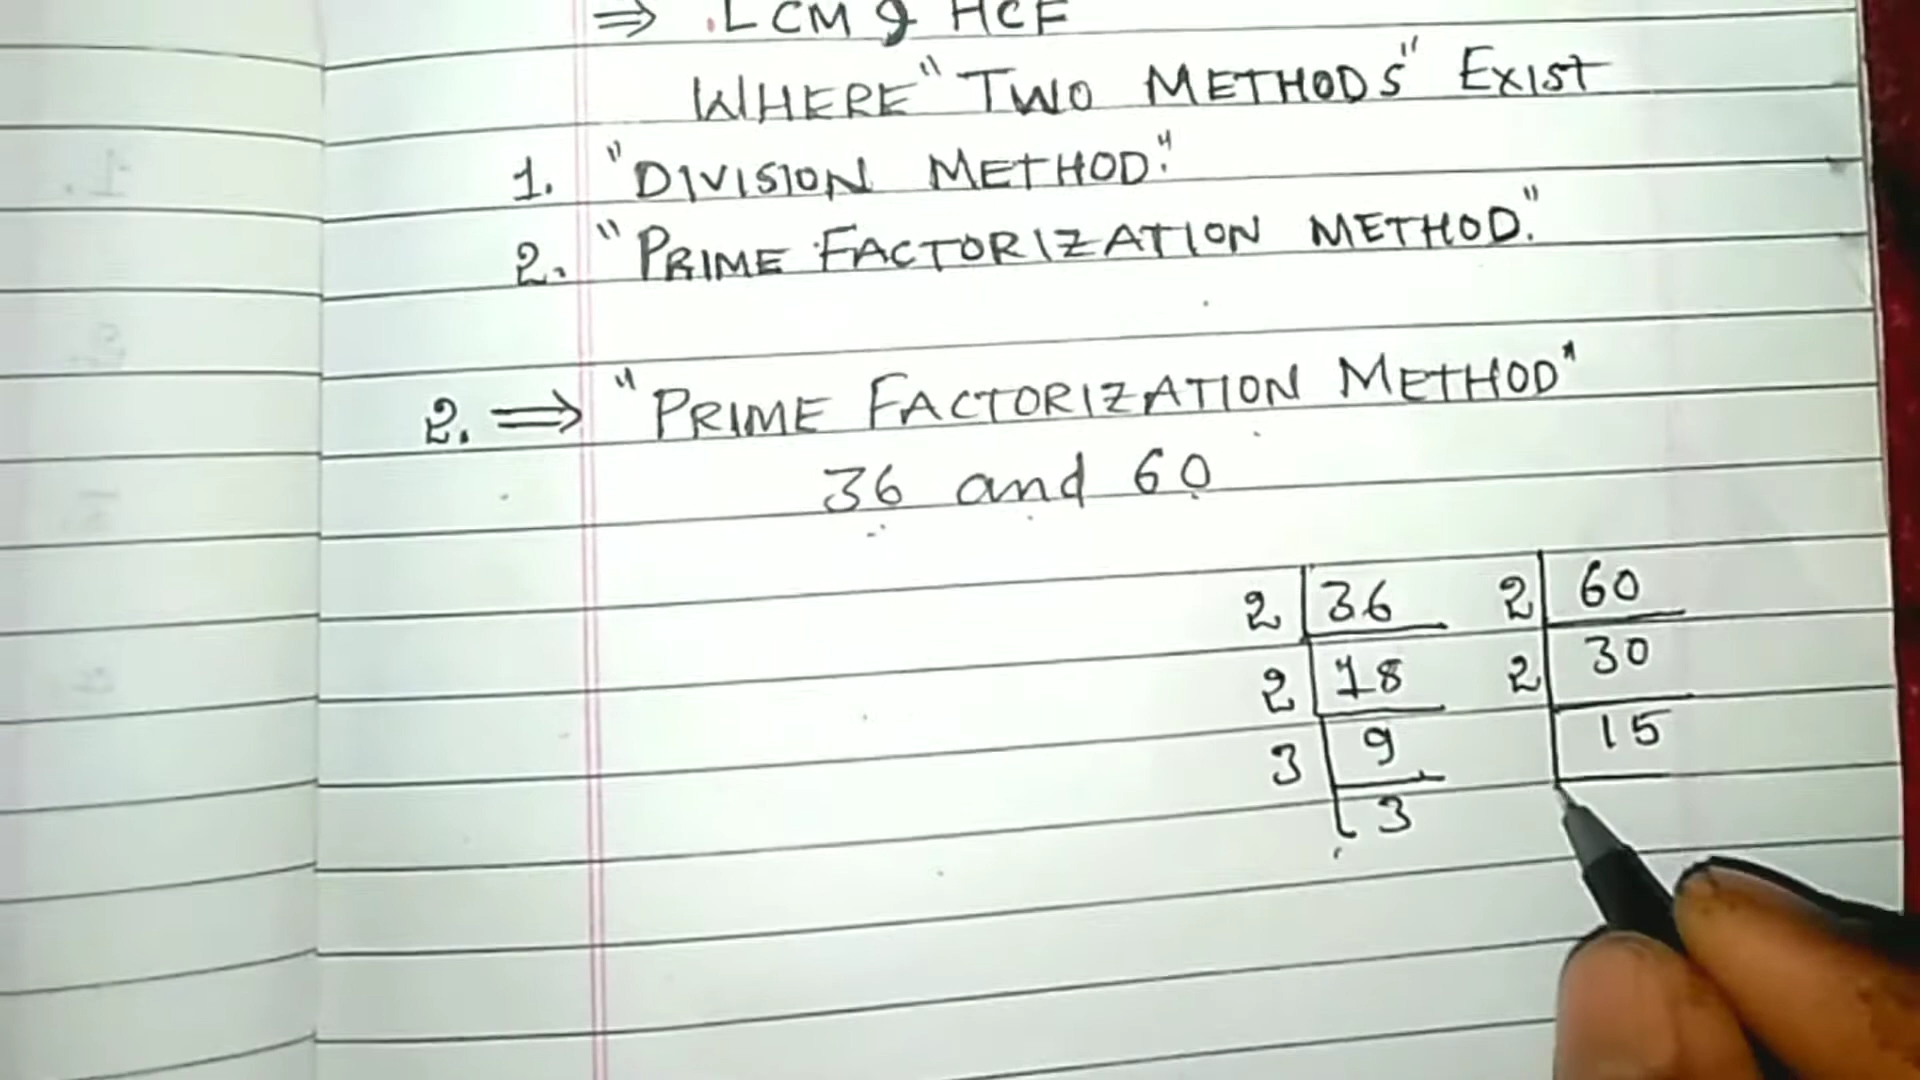 ⇒ .LCM & HCF
WHERE "TWO METHODS" EXIST
1. "DIVISION METHOD."
2. "PRIME FACTORIZATION METHOD."
2. ⇒ "PRIME FACTORIZATION METHOD"
36 and 60
2 36 2 60
2 18 2 30
3 9 15
3